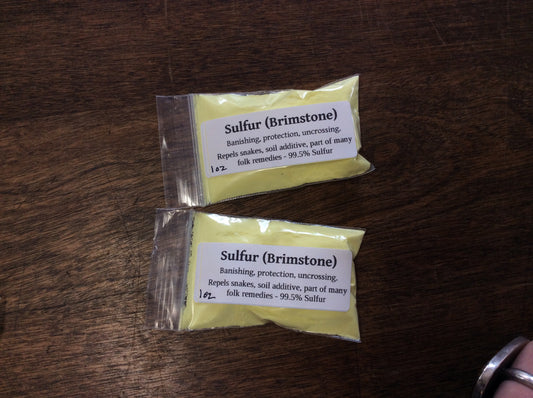 Sulfur (Brimstone)
Banishing, protection, uncrossing.
Repels snakes, soil additive, part of many
folk remedies - 99.5% Sulfur
1oz
Sulfur (Brimstone)
Banishing, protection, uncrossing.
Repels snakes, soil additive, part of many
folk remedies - 99.5% Sulfur
1oz